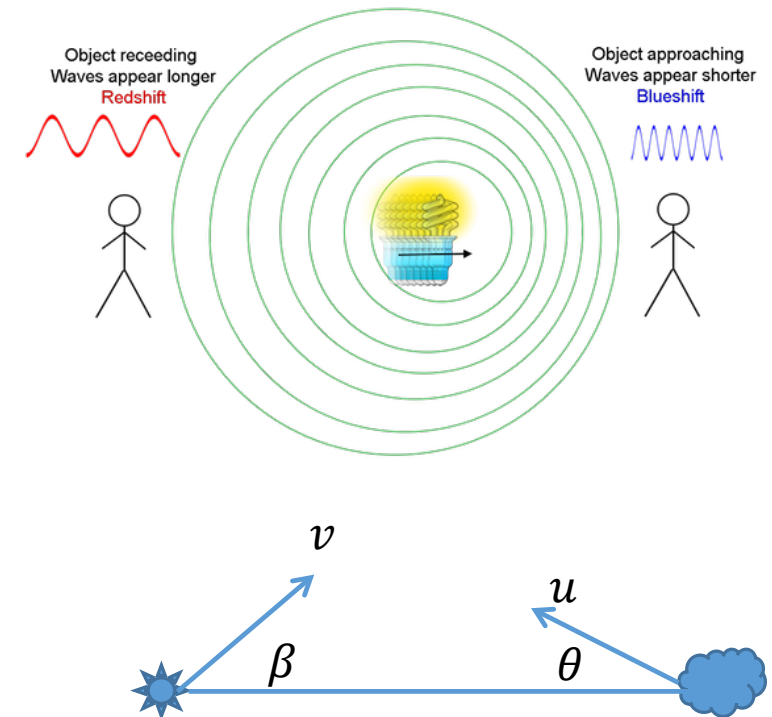 Object receeding
Waves appear longer
Redshift
Object approaching
Waves appear shorter
Blueshift
v
u
β
θ